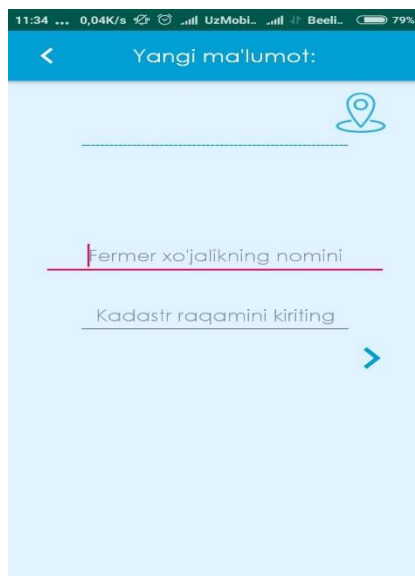 11:34 ... 0,04K/s UzMobi.. Beeli.. 79%
Yangi ma'lumot:
Fermer xo'jalikning nomini
Kadastr raqamini kiriting